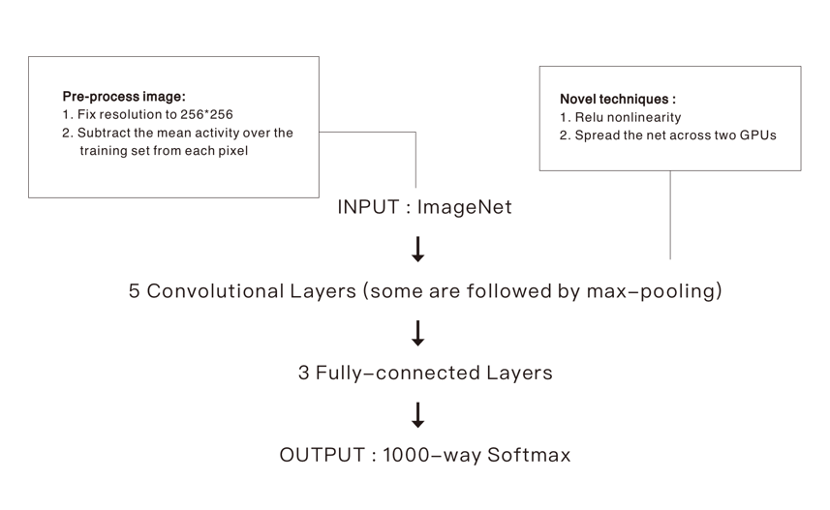 Pre-process image:
1. Fix resolution to 256*256
2. Subtract the mean activity over the
training set from each pixel
Novel techniques :
1. Relu nonlinearity
2. Spread the net across two GPUs
INPUT : ImageNet
5 Convolutional Layers (some are followed by max-pooling)
3 Fully-connected Layers
OUTPUT : 1000-way Softmax